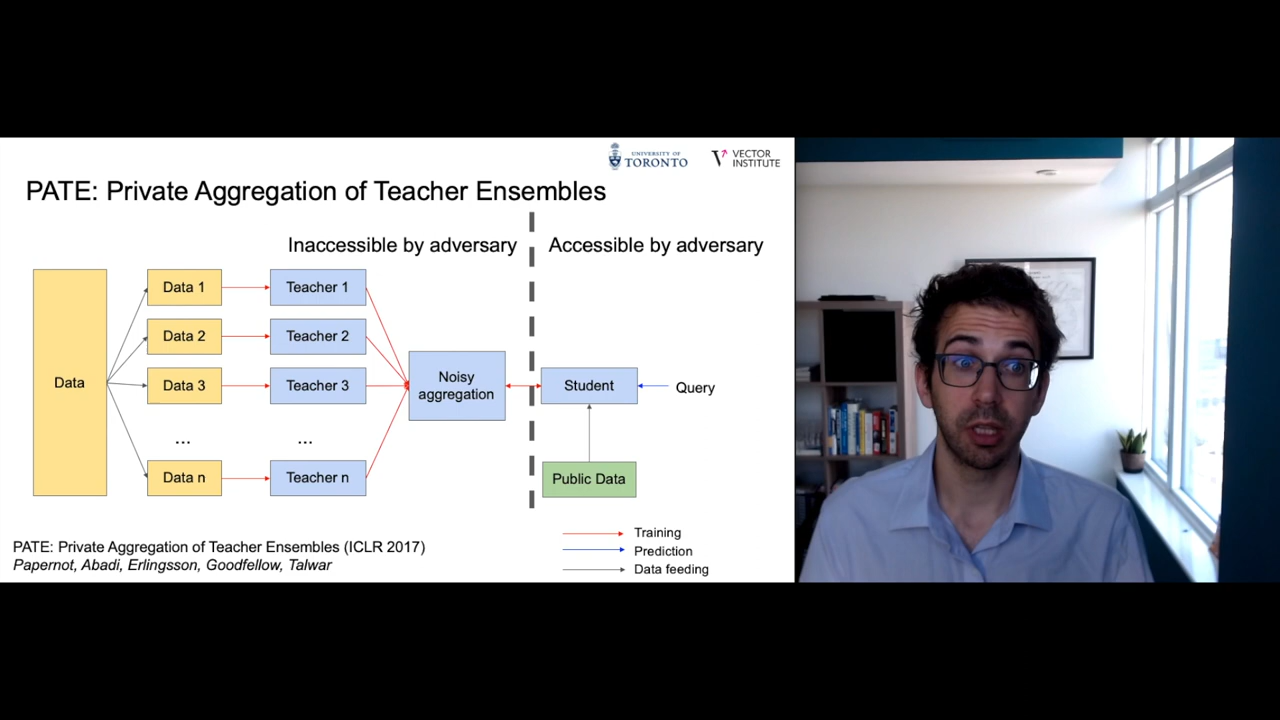 UNIVERSITY OF
TORONTO
VECTOR
INSTITUTE
PATE: Private Aggregation of Teacher Ensembles
Inaccessible by adversary
Accessible by adversary
Data
Data 1
Teacher 1
Data 2
Teacher 2
Data 3
Teacher 3
...
...
Data n
Teacher n
Noisy
aggregation
Student
Query
Public Data
Training
Prediction
Data feeding
PATE: Private Aggregation of Teacher Ensembles (ICLR 2017)
Papernot, Abadi, Erlingsson, Goodfellow, Talwar